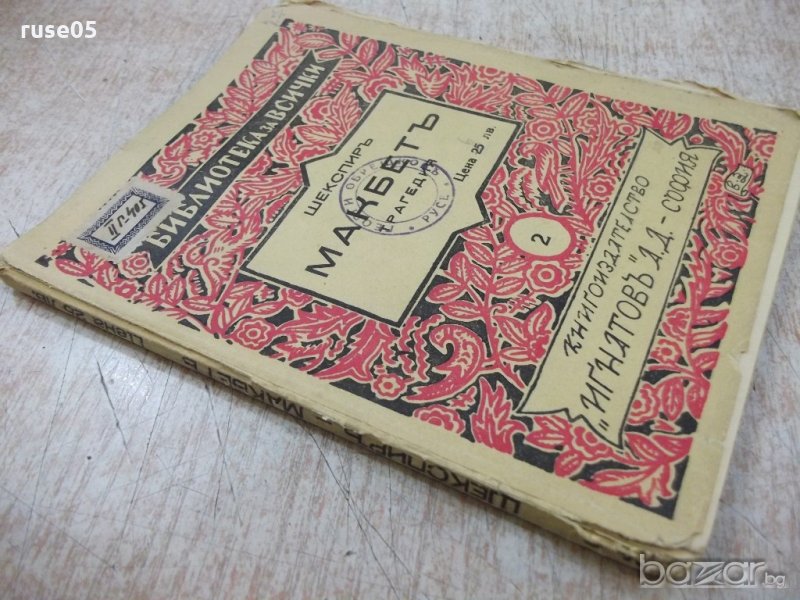 ruse05
БИБЛИОТЕКА ЗА ВСИЧКИ
ШЕКСПИРЪ
МАКБЕТЪ
ТРАГЕДИЯ
Цена 25 лв.
2
КНИГОИЗДАТЕЛСТВО
"ИГНАТОВЪ" А.Д. - СОФИЯ
РУСЕ
ШЕКСПИРЪ - МАКБЕТЪ
Цена 25 лв.
bazar.bg